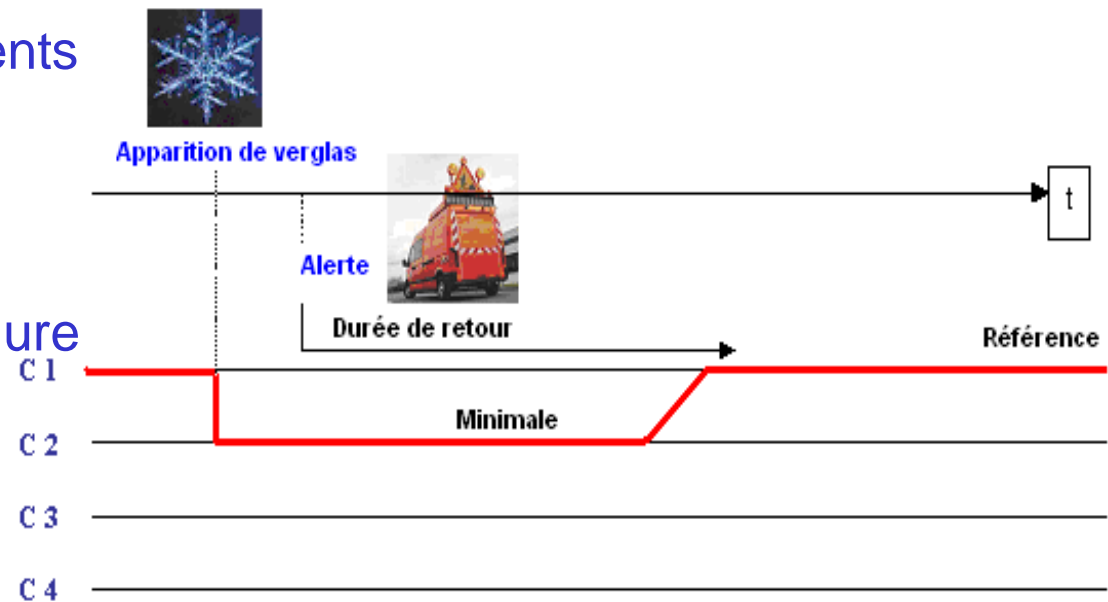 ents
Apparition de verglas
t
Alerte
Durée de retour
ure
Référence
C 1
Minimale
C 2
C 3
C 4